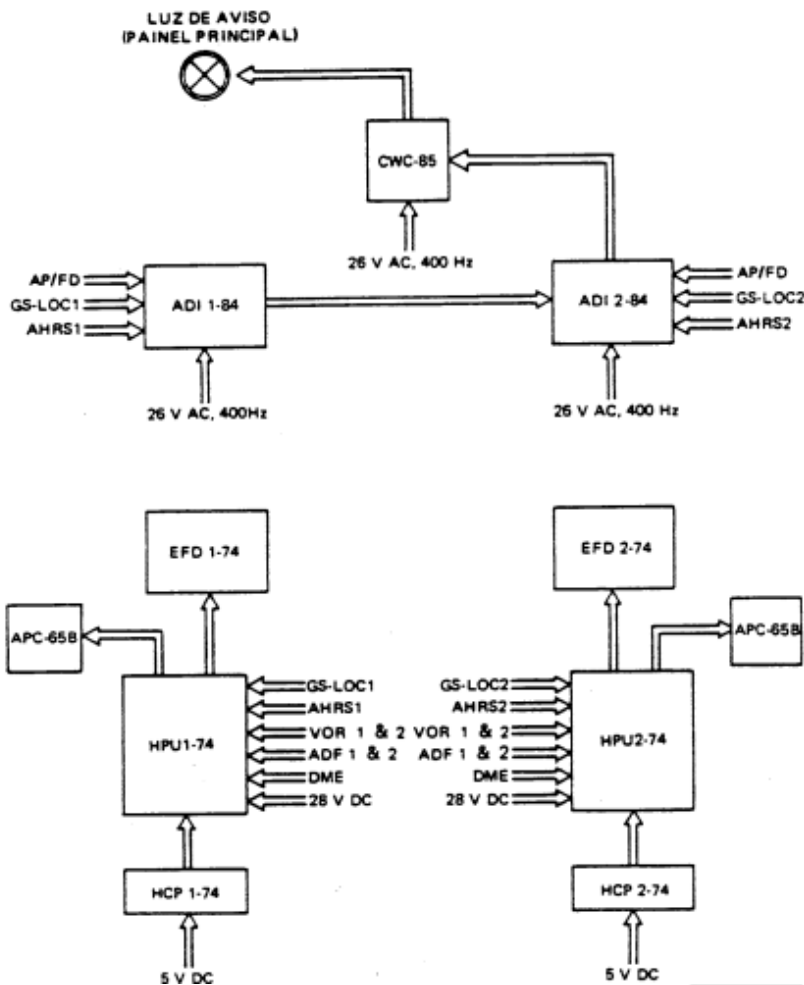 LUZ DE AVISO
(PAINEL PRINCIPAL)
CWC-85
26 V AC, 400 Hz
AP/FD
GS-LOC1
AHRS1
ADI 1-84
26 V AC, 400Hz
ADI 2-84
AP/FD
GS-LOC2
AHRS2
26 V AC, 400 Hz
EFD 1-74
APC-65B
HPU1-74
GS-LOC1
AHRS1
VOR 1 & 2
ADF 1 & 2
DME
28 V DC
HCP 1-74
5 V DC
EFD 2-74
APC-65B
GS-LOC2
AHRS2
VOR 1 & 2
ADF 1 & 2
DME
28 V DC
HPU2-74
HCP 2-74
5 V DC